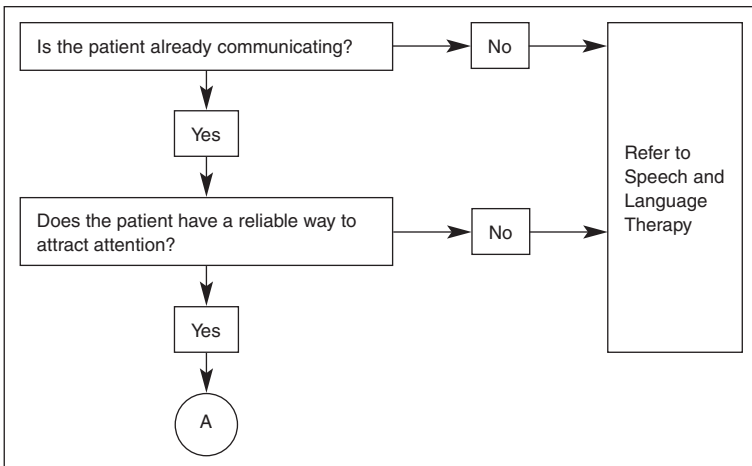 Is the patient already communicating?
No
Yes
Refer to
Speech and
Language
Therapy
Does the patient have a reliable way to
attract attention?
No
Yes
A